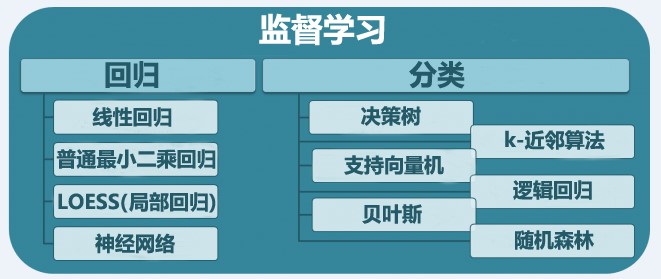 监督学习
回归
线性回归
普通最小二乘回归
LOESS(局部回归)
神经网络
分类
决策树
k-近邻算法
支持向量机
逻辑回归
贝叶斯
随机森林